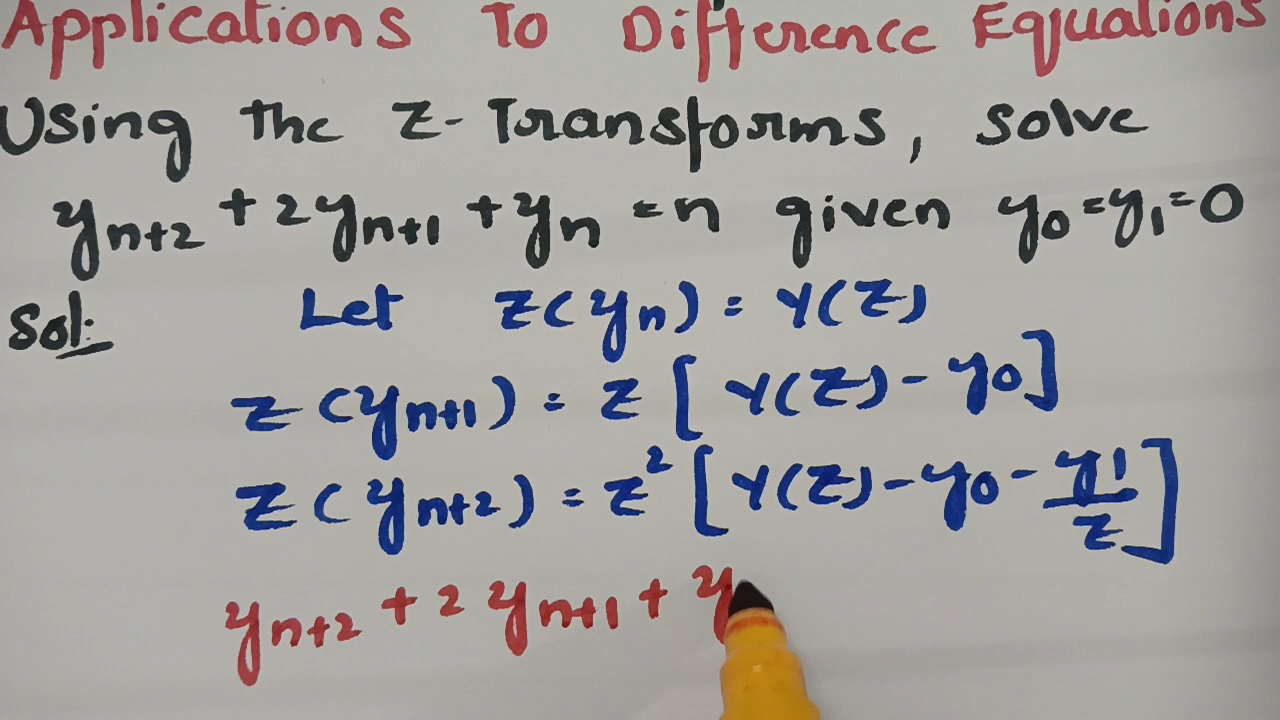 Applications To Difference Equations
Using the Z-Transforms, solve
yₙ₊₂ + 2yₙ₊₁ + yₙ = n given y₀ = y₁ = 0
Sol:
Let Z(yₙ) = Y(Z)
Z(yₙ₊₁) = Z[Y(Z) - y₀]
Z(yₙ₊₂) = Z²[Y(Z) - y₀ - y₁/Z]
yₙ₊₂ + 2yₙ₊₁ + y